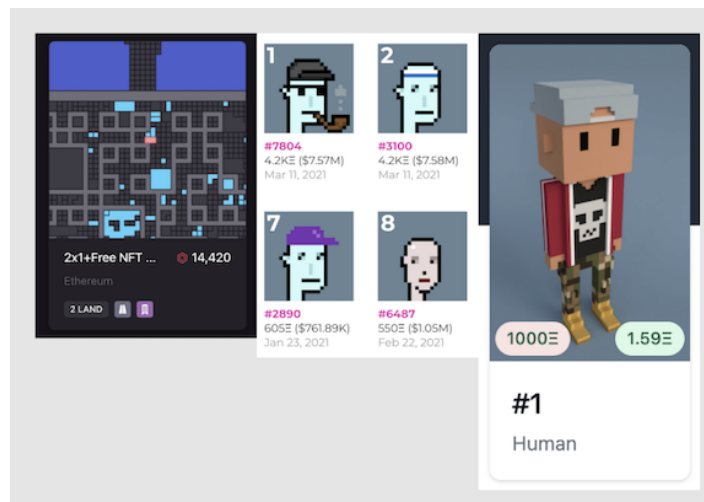 2x1+Free NFT ... 14,420
Ethereum
2 LAND
1
#7804
4.2KΞ ($7.57M)
Mar 11, 2021
2
#3100
4.2KΞ ($7.58M)
Mar 11, 2021
7
#2890
605Ξ ($761.89K)
Jan 23, 2021
8
#6487
550Ξ ($1.05M)
Feb 22, 2021
1000Ξ
1.59Ξ
#1
Human